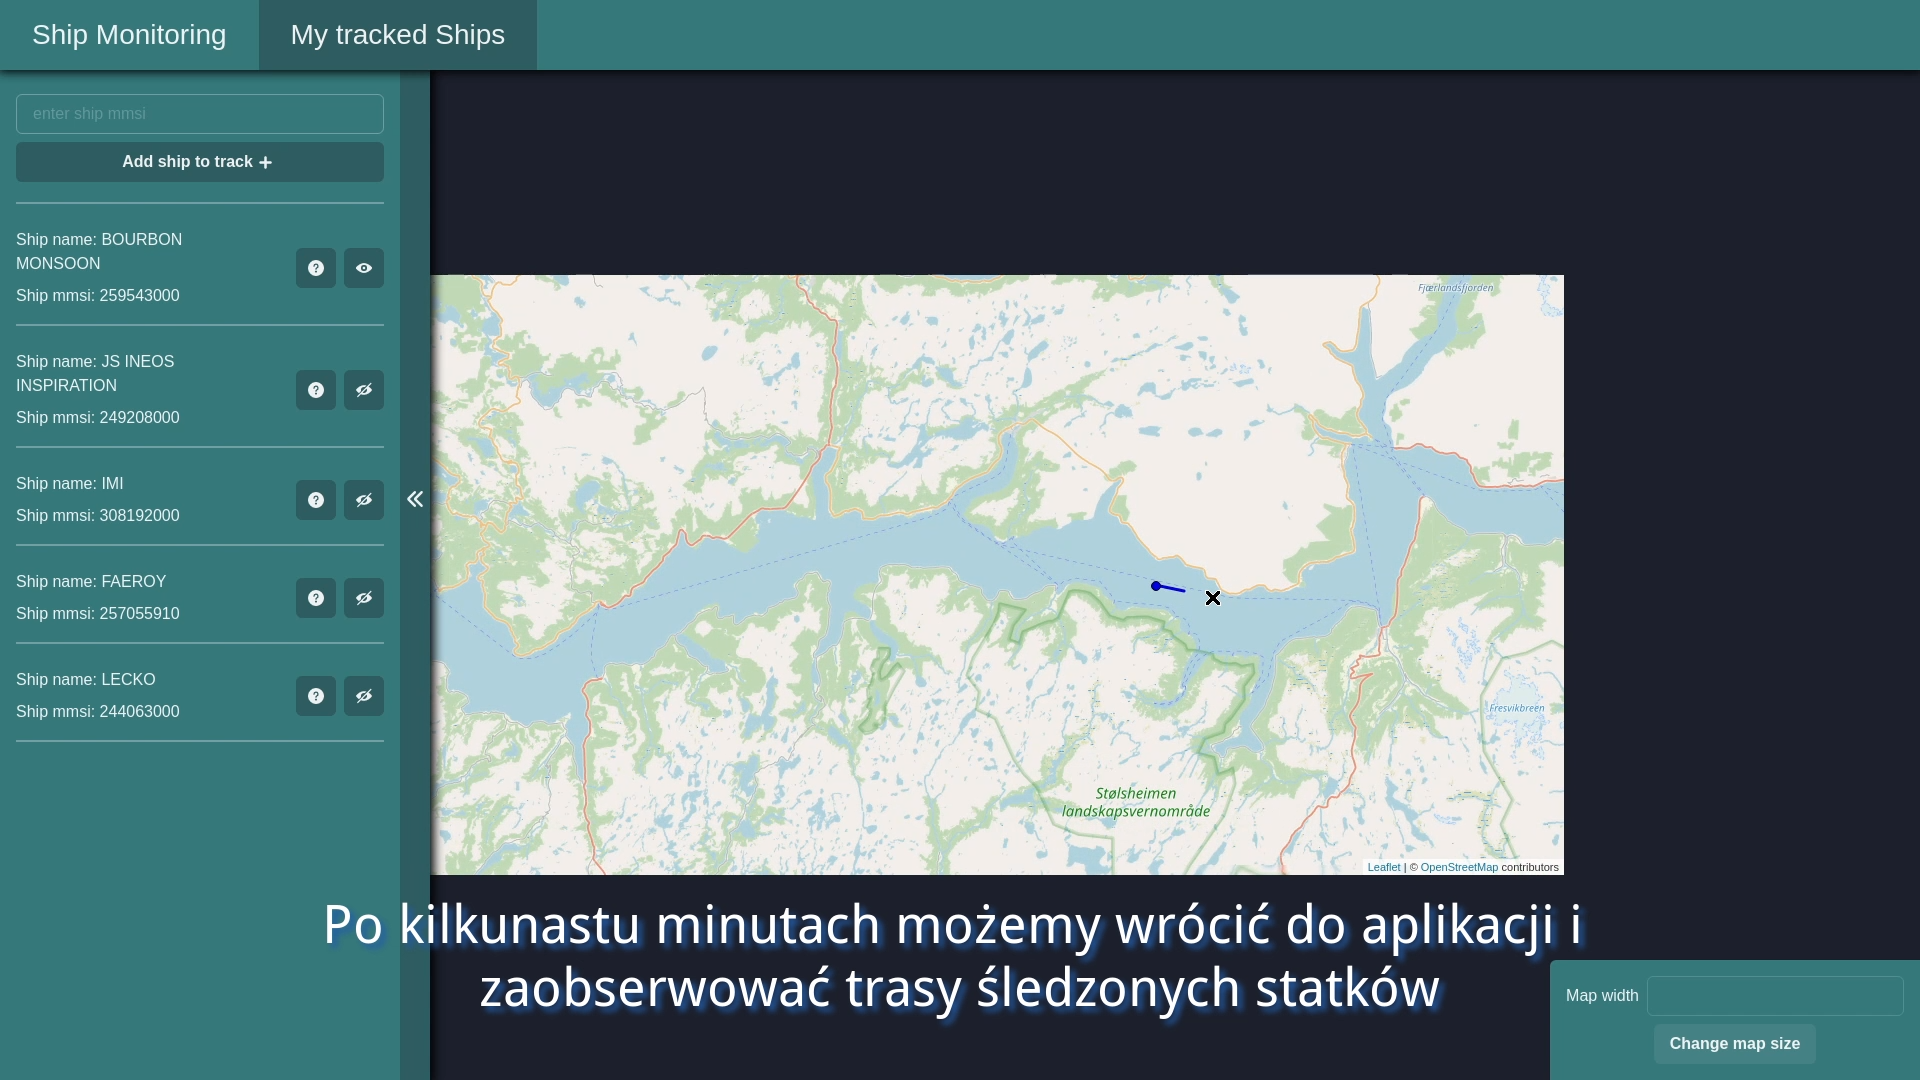 Ship Monitoring
My tracked Ships
enter ship mmsi
Add ship to track
Ship name: BOURBON
MONSOON
Ship mmsi: 259543000
Ship name: JS INEOS
INSPIRATION
Ship mmsi: 249208000
Ship name: IMI
Ship mmsi: 308192000
Ship name: FAEROY
Ship mmsi: 257055910
Ship name: LECKO
Ship mmsi: 244063000
Fjærlandsfjorden
Fresvikbreen
Stølsheimen
landskapsvernområde
Leaflet | © OpenStreetMap contributors
Po kilkunastu minutach możemy wrócić do aplikacji i
zaobserwować trasy śledzonych statków
Map width
Change map size